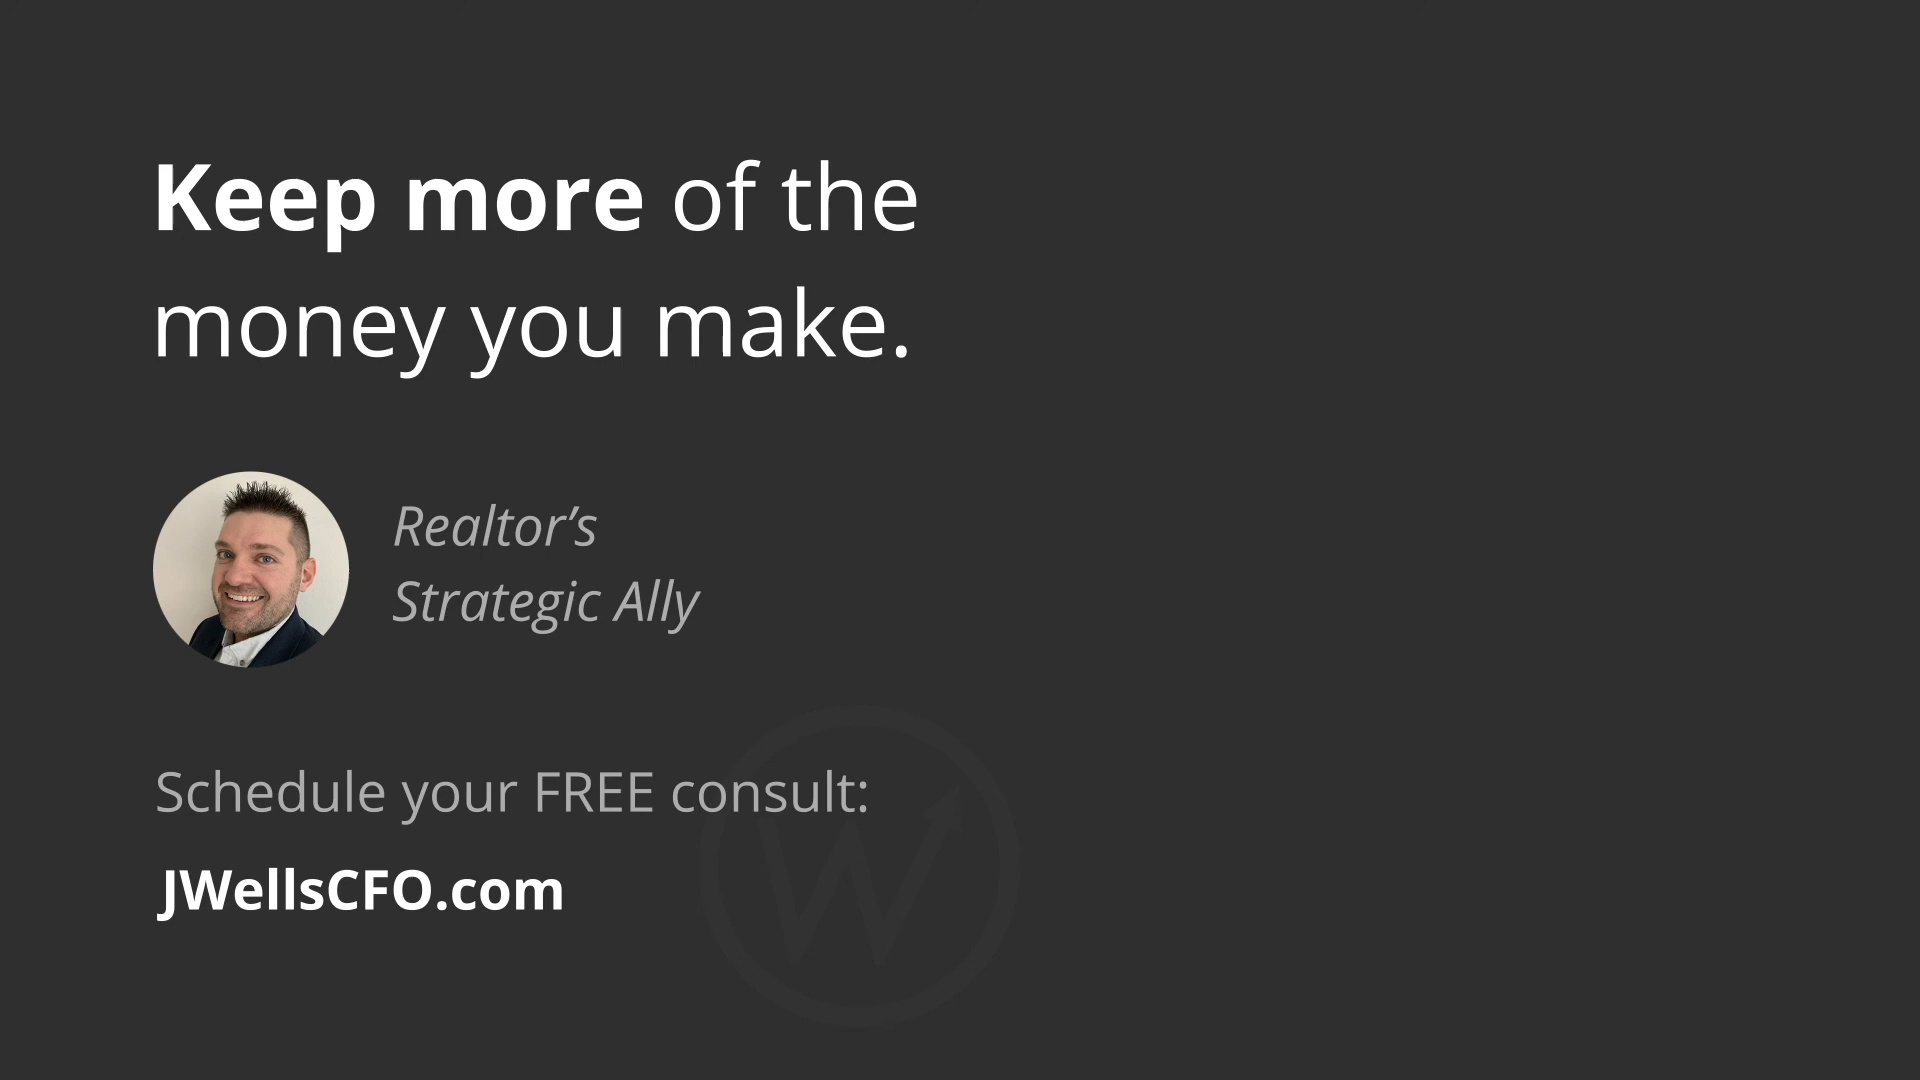 Keep more of the
money you make.
Realtor’s
Strategic Ally
Schedule your FREE consult:
JWellsCFO.com
W